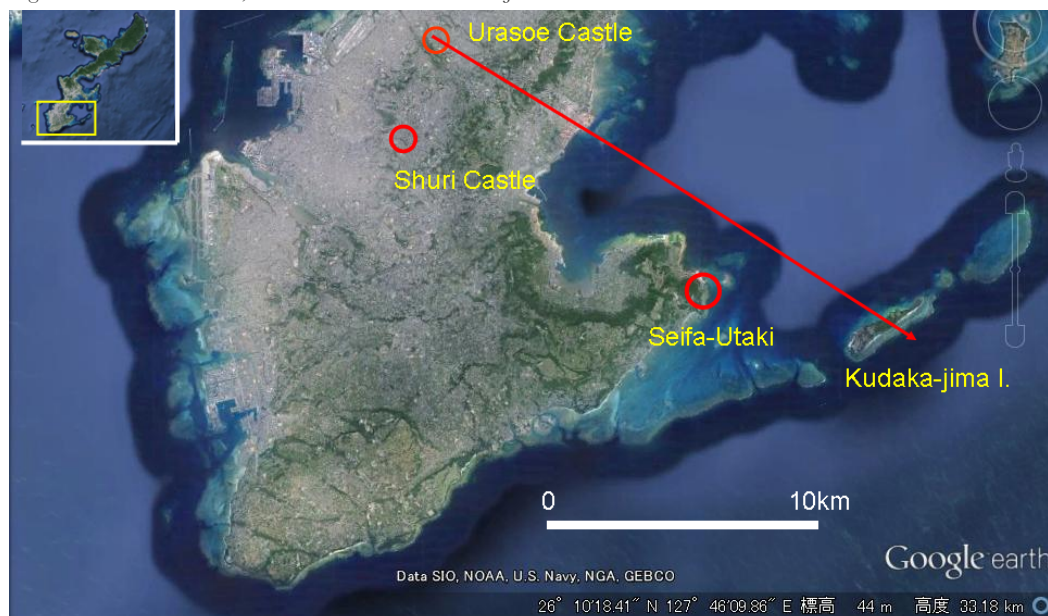 Urasoe Castle
Shuri Castle
Seifa-Utaki
Kudaka-jima I.
0 10km
Google earth
Data SIO, NOAA, U.S. Navy, NGA, GEBCO
26° 10'18.41" N 127° 46'09.86" E 標高 44 m 高度 33.18 km